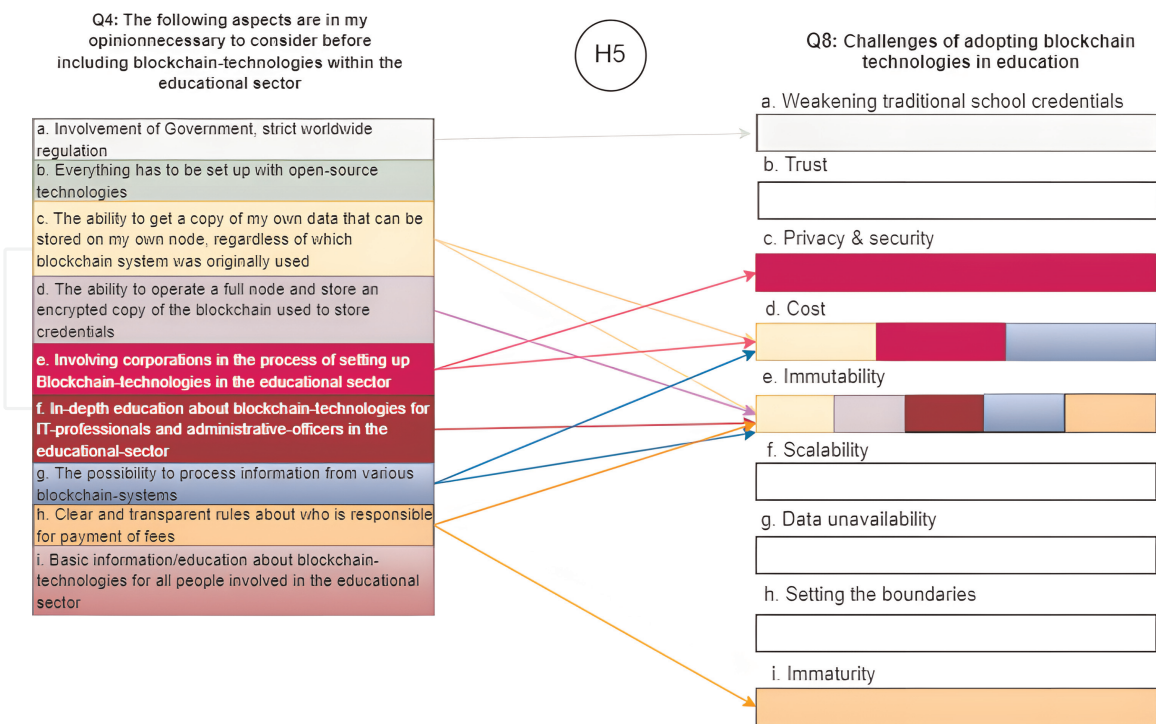 Q4: The following aspects are in my
opinionnecessary to consider before
including blockchain-technologies within the
educational sector
H5
Q8: Challenges of adopting blockchain
technologies in education
a. Involvement of Government, strict worldwide
regulation
b. Everything has to be set up with open-source
technologies
c. The ability to get a copy of my own data that can be
stored on my own node, regardless of which
blockchain system was originally used
d. The ability to operate a full node and store an
encrypted copy of the blockchain used to store
credentials
e. Involving corporations in the process of setting up
Blockchain-technologies in the educational sector
f. In-depth education about blockchain-technologies for
IT-professionals and administrative-officers in the
educational-sector
g. The possibility to process information from various
blockchain-systems
h. Clear and transparent rules about who is responsible
for payment of fees
i. Basic information/education about blockchain-
technologies for all people involved in the educational
sector
a. Weakening traditional school credentials
b. Trust
c. Privacy & security
d. Cost
e. Immutability
f. Scalability
g. Data unavailability
h. Setting the boundaries
i. Immaturity